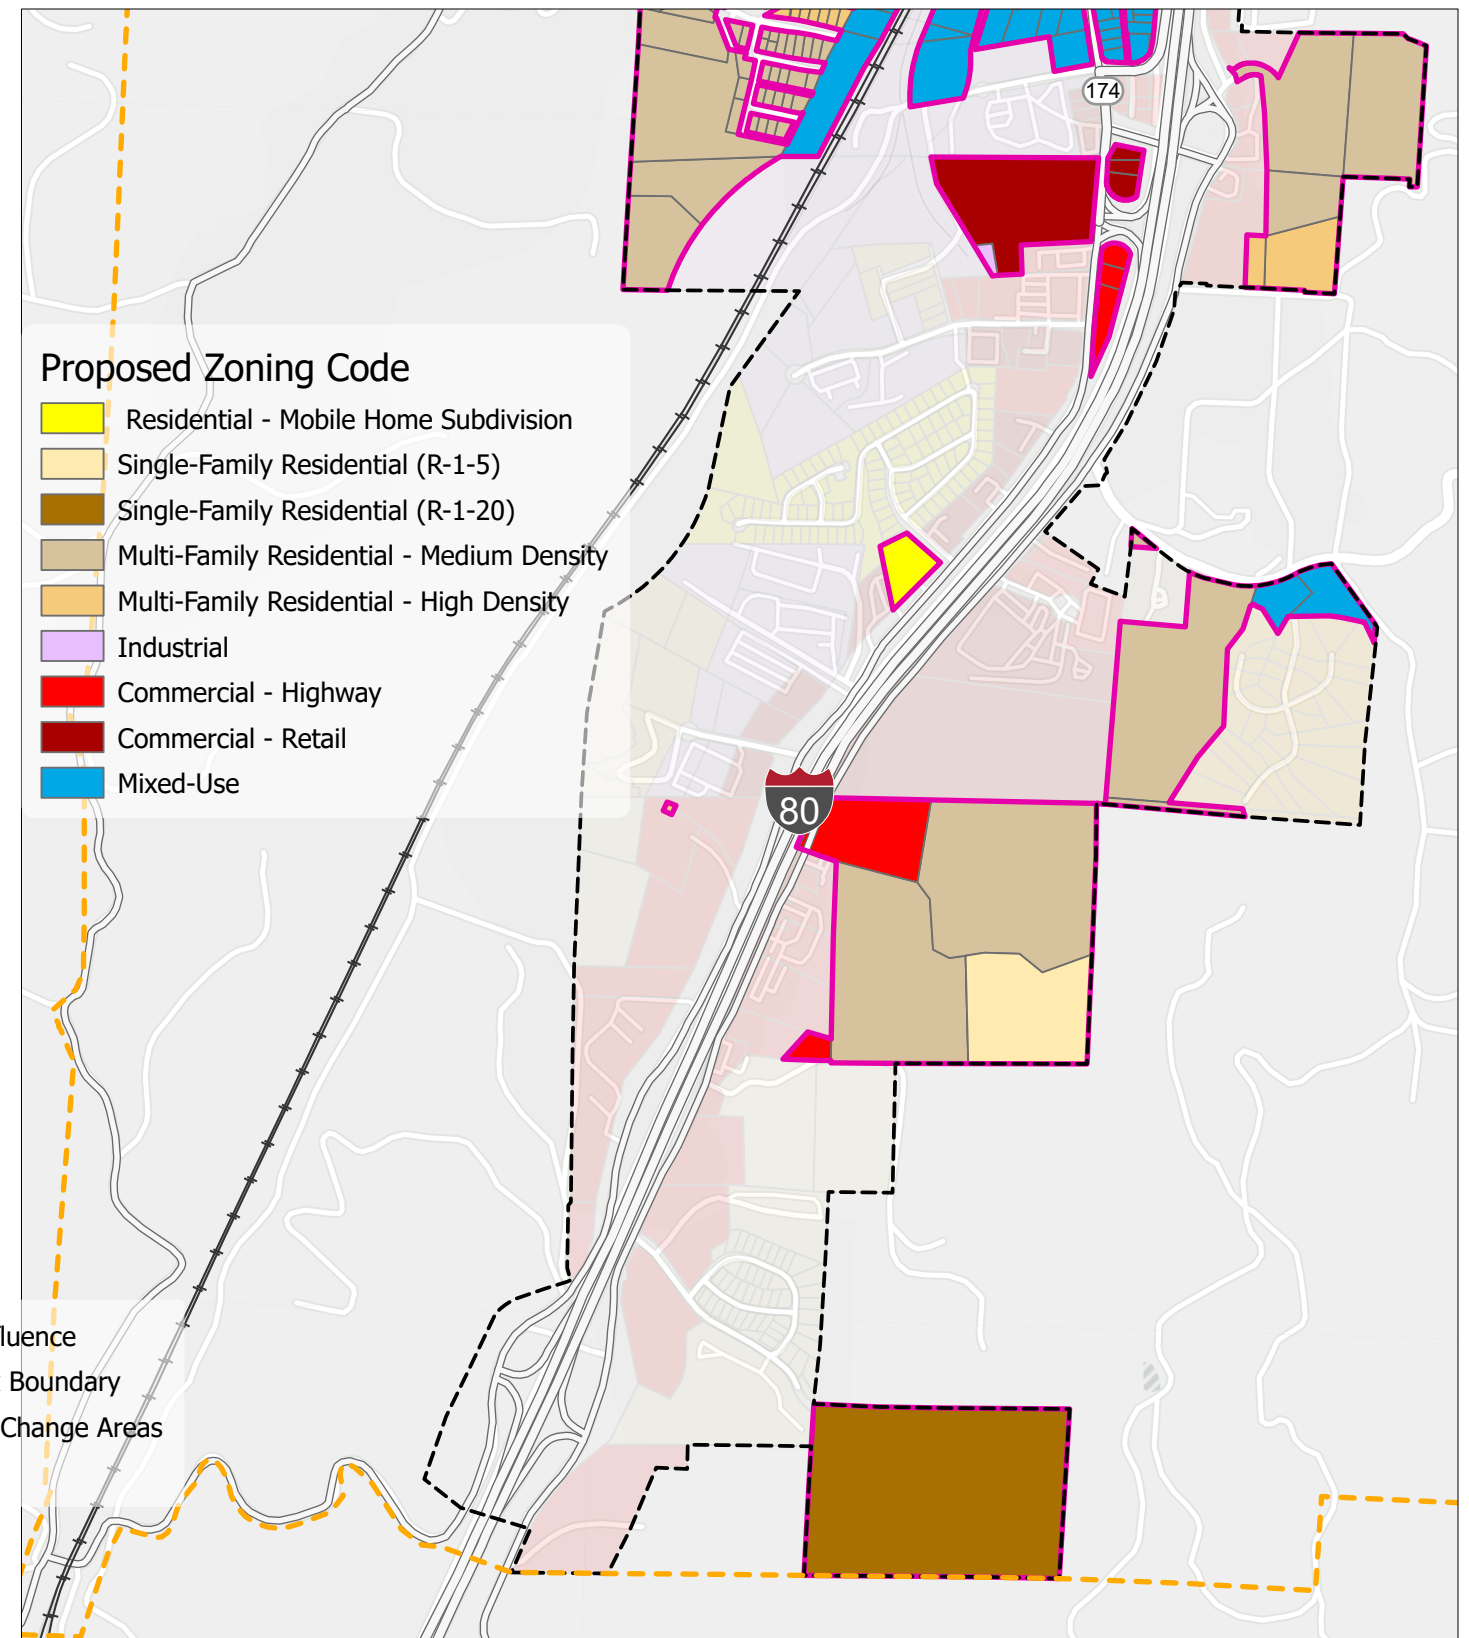 174
Proposed Zoning Code
Residential - Mobile Home Subdivision
Single-Family Residential (R-1-5)
Single-Family Residential (R-1-20)
Multi-Family Residential - Medium Density
Multi-Family Residential - High Density
Industrial
Commercial - Highway
Commercial - Retail
Mixed-Use
80
luence
Boundary
Change Areas